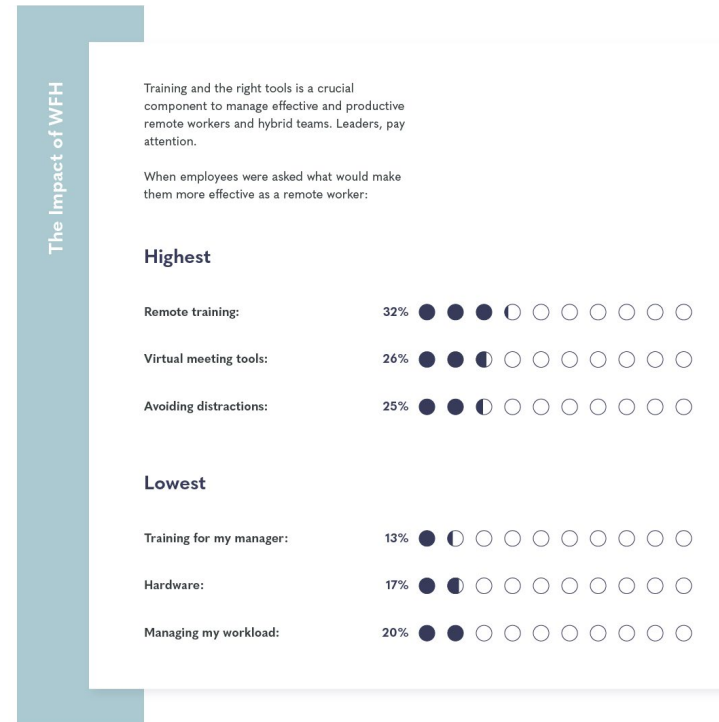 The Impact of WFH
Training and the right tools is a crucial
component to manage effective and productive
remote workers and hybrid teams. Leaders, pay
attention.
When employees were asked what would make
them more effective as a remote worker:
Highest
Remote training: 32%
Virtual meeting tools: 26%
Avoiding distractions: 25%
Lowest
Training for my manager: 13%
Hardware: 17%
Managing my workload: 20%